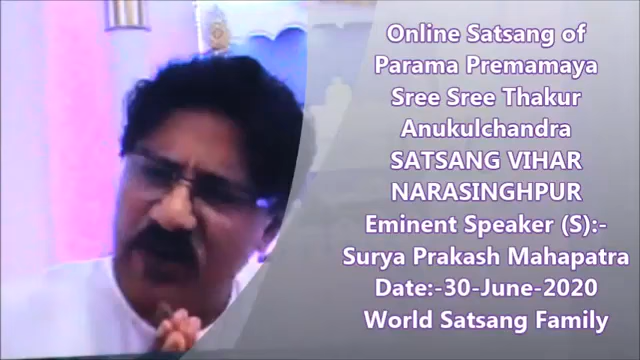 Online Satsang of
Parama Premamaya
Sree Sree Thakur
Anukulchandra
SATSANG VIHAR
NARASINGHPUR
Eminent Speaker (S):-
Surya Prakash Mahapatra
Date:-30-June-2020
World Satsang Family